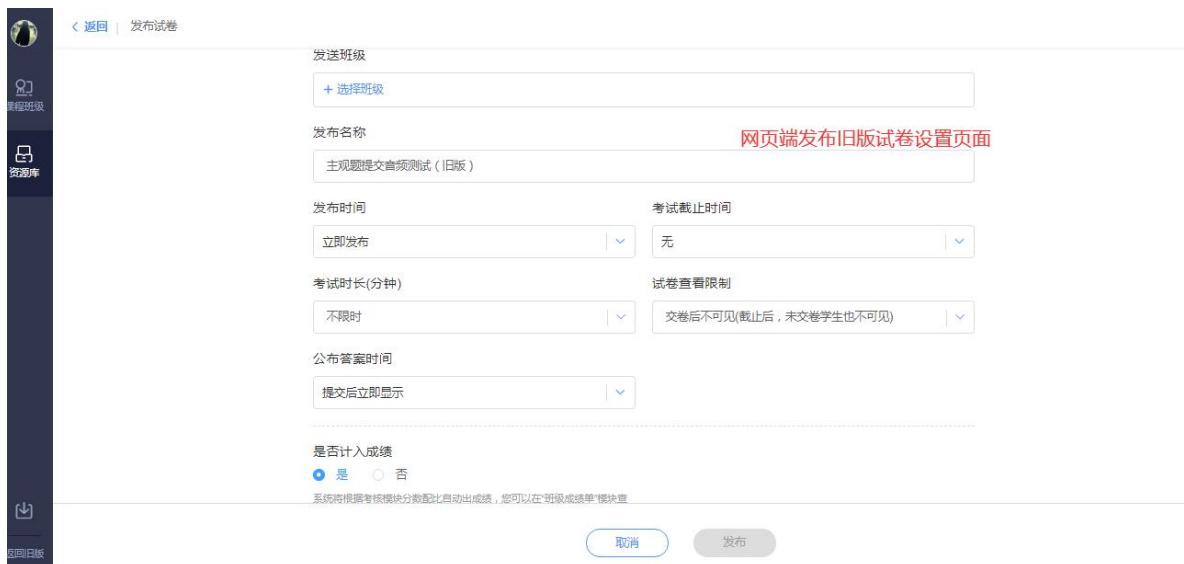 返回 | 发布试卷
发送班级
+ 选择班级
发布名称
网页端发布旧版试卷设置页面
主观题提交音频测试(旧版)
发布时间
考试截止时间
立即发布
无
考试时长(分钟)
试卷查看限制
不限时
交卷后不可见(截止后,未交卷学生也不可见)
公布答案时间
提交后立即显示
是否计入成绩
是 否
系统将根据考核模块分数配比自动出成绩,您可以在“班级成绩单”模块查
取消
发布
课程班级
资源库
返回旧版